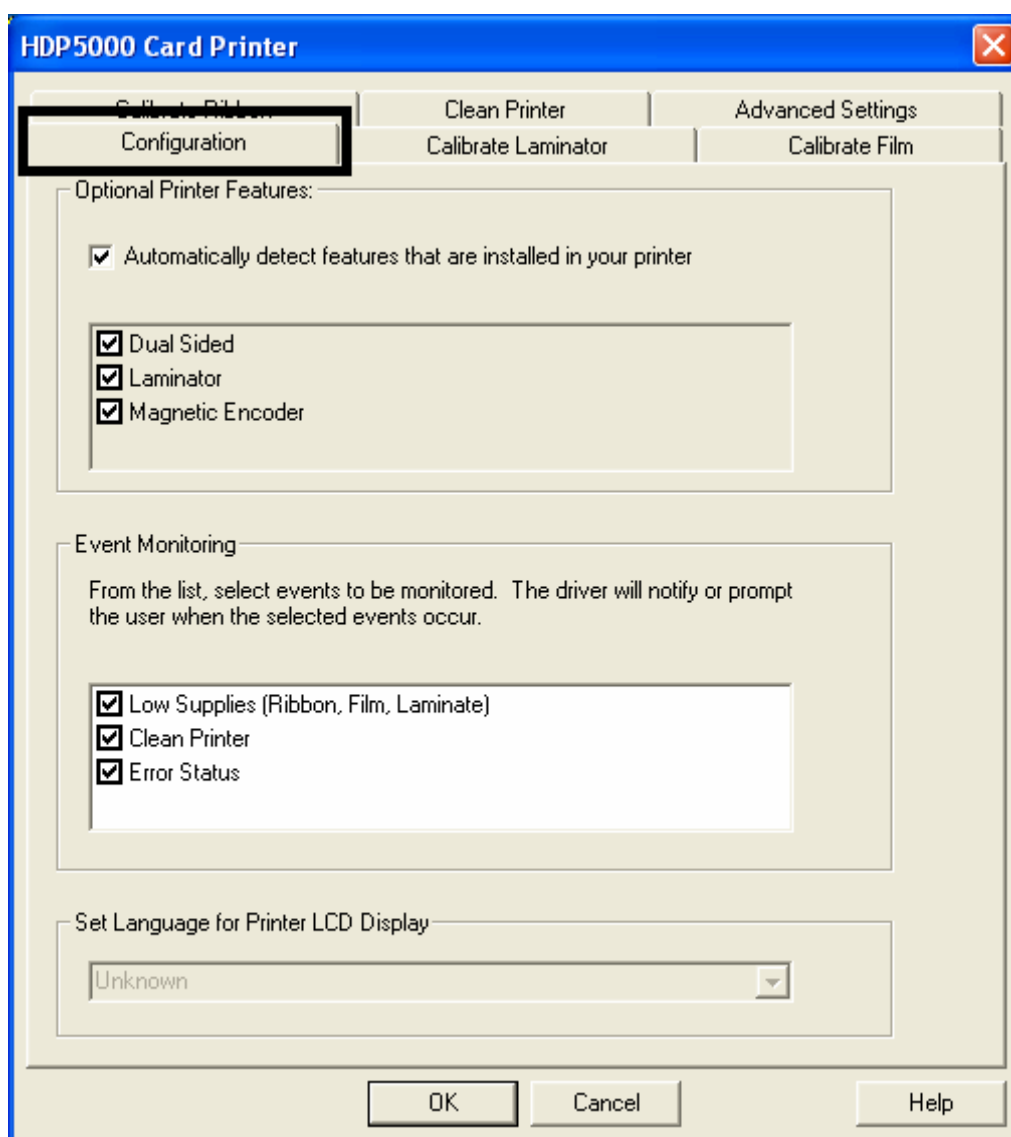 HDP5000 Card Printer
Calibrate Ribbon
Clean Printer
Advanced Settings
Configuration
Calibrate Laminator
Calibrate Film
Optional Printer Features:
Automatically detect features that are installed in your printer
Dual Sided
Laminator
Magnetic Encoder
Event Monitoring
From the list, select events to be monitored. The driver will notify or prompt
the user when the selected events occur.
Low Supplies (Ribbon, Film, Laminate)
Clean Printer
Error Status
Set Language for Printer LCD Display
Unknown
OK
Cancel
Help